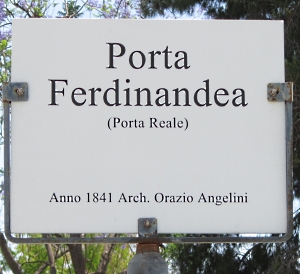 Porta
Ferdinandea
(Porta Reale)
Anno 1841 Arch. Orazio Angelini